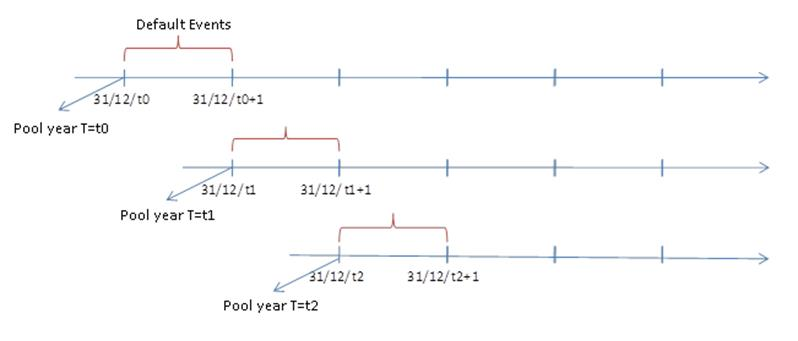 Default Events
31/12/t0 31/12/t0+1
Pool year T=t0
31/12/t1 31/12/t1+1
Pool year T=t1
31/12/t2 31/12/t2+1
Pool year T=t2